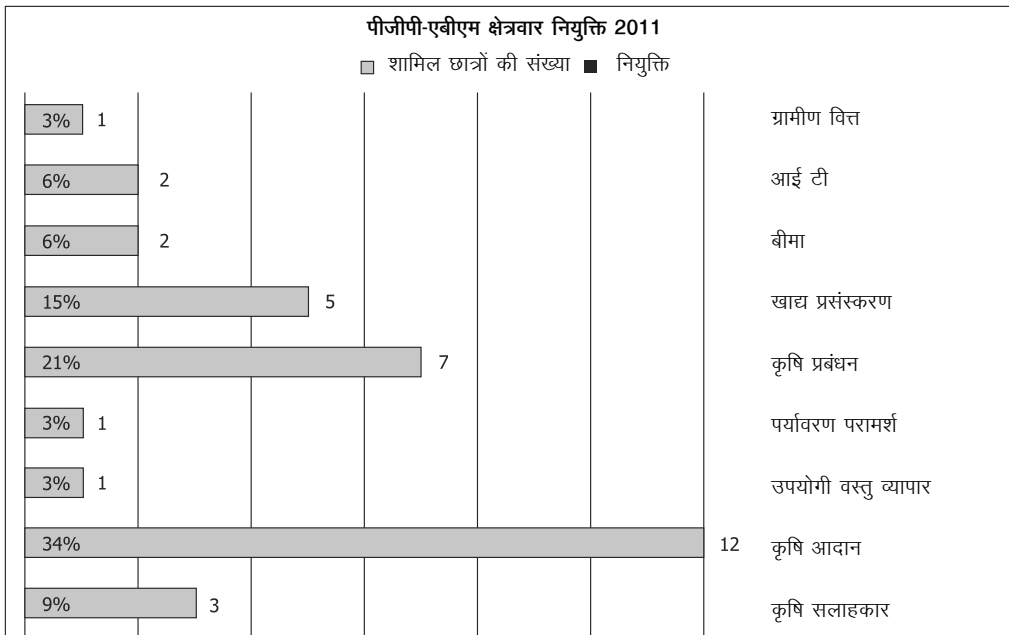 पीजीपी-एबीएम क्षेत्रवार नियुक्ति 2011
शामिल छात्रों की संख्या नियुक्ति
3% 1 ग्रामीण वित्त
6% 2 आई टी
6% 2 बीमा
15% 5 खाद्य प्रसंस्करण
21% 7 कृषि प्रबंधन
3% 1 पर्यावरण परामर्श
3% 1 उपयोगी वस्तु व्यापार
34% 12 कृषि आदान
9% 3 कृषि सलाहकार